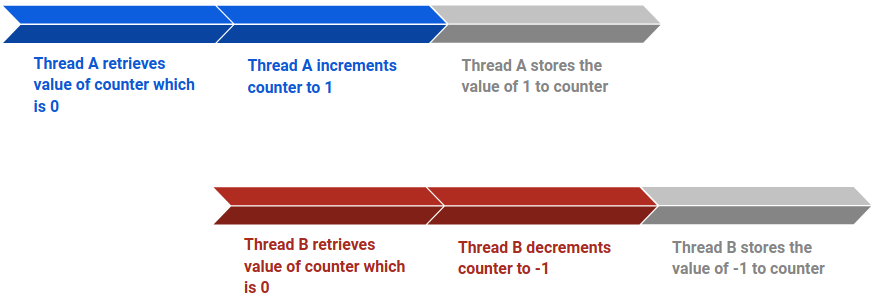 Thread A retrieves
value of counter which
is 0
Thread A increments
counter to 1
Thread A stores the
value of 1 to counter
Thread B retrieves
value of counter which
is 0
Thread B decrements
counter to -1
Thread B stores the
value of -1 to counter